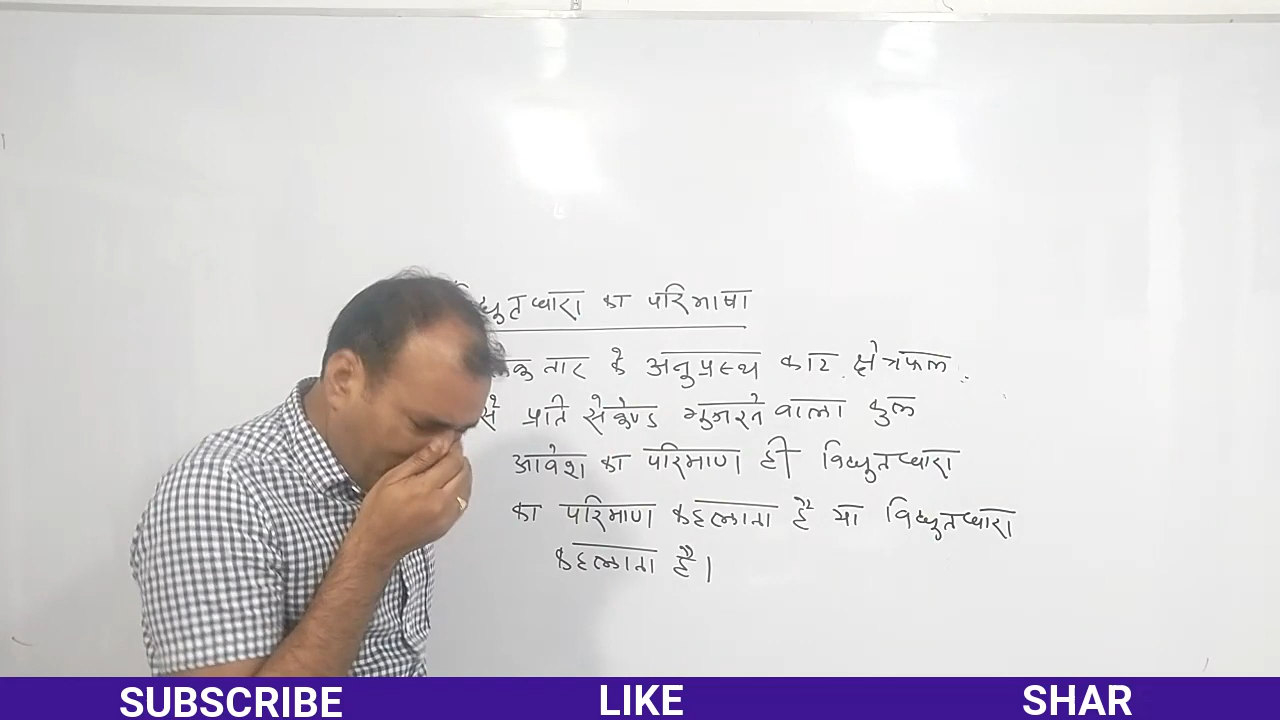 विद्युतधारा का परिभाषा
तार के अनुप्रस्थ काट क्षेत्रफल
से प्रति सेकेण्ड गुजरने वाला कुल
आवेश का परिमाण ही विद्युतधारा
का परिमाण कहलाता है या विद्युतधारा
कहलाता है।
SUBSCRIBE LIKE SHAR